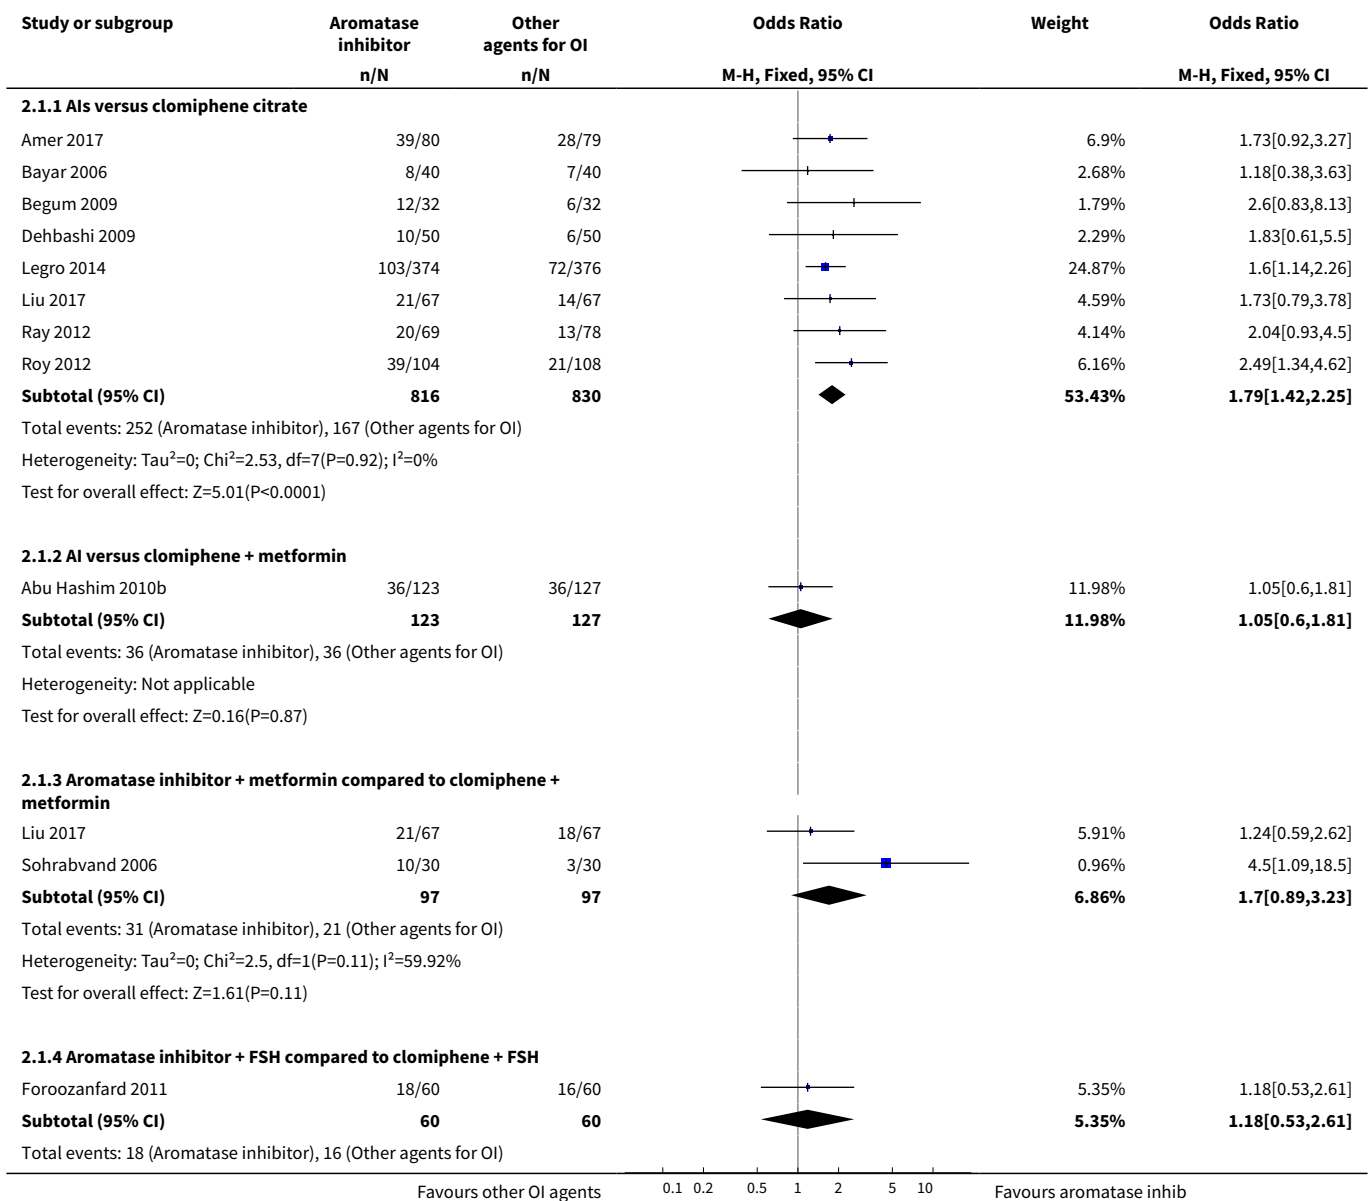 Study or subgroup Aromatase inhibitor Other agents for OI Odds Ratio Weight Odds Ratio
n/N n/N M-H, Fixed, 95% CI M-H, Fixed, 95% CI
2.1.1 AIs versus clomiphene citrate
Amer 2017 39/80 28/79 6.9% 1.73[0.92,3.27]
Bayar 2006 8/40 7/40 2.68% 1.18[0.38,3.63]
Begum 2009 12/32 6/32 1.79% 2.6[0.83,8.13]
Dehbashi 2009 10/50 6/50 2.29% 1.83[0.61,5.5]
Legro 2014 103/374 72/376 24.87% 1.6[1.14,2.26]
Liu 2017 21/67 14/67 4.59% 1.73[0.79,3.78]
Ray 2012 20/69 13/78 4.14% 2.04[0.93,4.5]
Roy 2012 39/104 21/108 6.16% 2.49[1.34,4.62]
Subtotal (95% CI) 816 830 53.43% 1.79[1.42,2.25]
Total events: 252 (Aromatase inhibitor), 167 (Other agents for OI)
Heterogeneity: Tau²=0; Chi²=2.53, df=7(P=0.92); I²=0%
Test for overall effect: Z=5.01(P<0.0001)
2.1.2 AI versus clomiphene + metformin
Abu Hashim 2010b 36/123 36/127 11.98% 1.05[0.6,1.81]
Subtotal (95% CI) 123 127 11.98% 1.05[0.6,1.81]
Total events: 36 (Aromatase inhibitor), 36 (Other agents for OI)
Heterogeneity: Not applicable
Test for overall effect: Z=0.16(P=0.87)
2.1.3 Aromatase inhibitor + metformin compared to clomiphene +
metformin
Liu 2017 21/67 18/67 5.91% 1.24[0.59,2.62]
Sohrabvand 2006 10/30 3/30 0.96% 4.5[1.09,18.5]
Subtotal (95% CI) 97 97 6.86% 1.7[0.89,3.23]
Total events: 31 (Aromatase inhibitor), 21 (Other agents for OI)
Heterogeneity: Tau²=0; Chi²=2.5, df=1(P=0.11); I²=59.92%
Test for overall effect: Z=1.61(P=0.11)
2.1.4 Aromatase inhibitor + FSH compared to clomiphene + FSH
Foroozanfard 2011 18/60 16/60 5.35% 1.18[0.53,2.61]
Subtotal (95% CI) 60 60 5.35% 1.18[0.53,2.61]
Total events: 18 (Aromatase inhibitor), 16 (Other agents for OI)
Favours other OI agents 0.1 0.2 0.5 1 2 5 10 Favours aromatase inhib